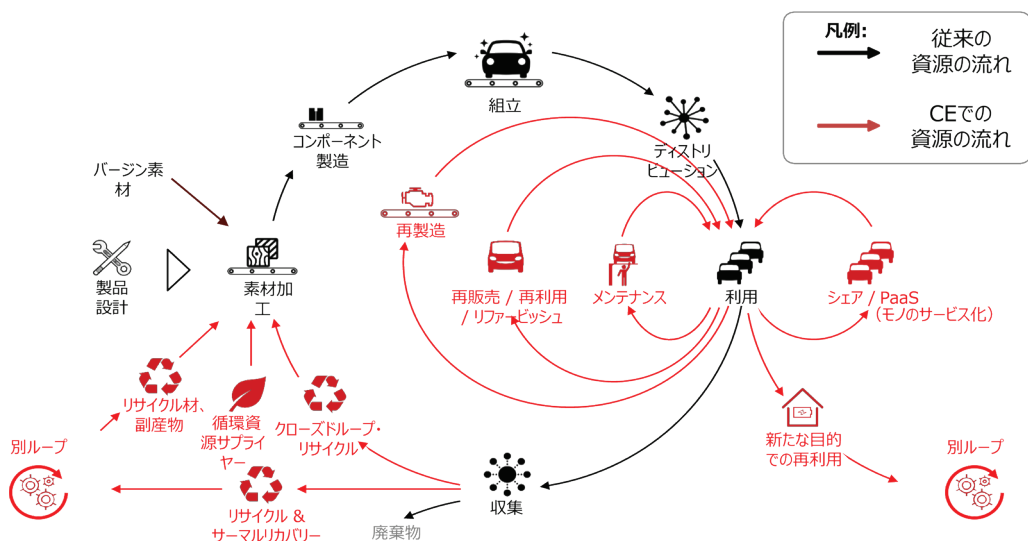 凡例:
従来の
資源の流れ
CEでの
資源の流れ
組立
コンポーネント
製造
ディストリ
ビューション
バージン素
材
再製造
製品
設計
素材加
工
再販売 / 再利用
/ リファービッシュ
メンテナンス
利用
シェア / PaaS
（モノのサービス化）
リサイクル材、
副産物
循環資
源サプライ
ヤー
クローズドループ・
リサイクル
新たな目的
での再利用
別ループ
別ループ
リサイクル &
サーマルリカバリー
収集
廃棄物